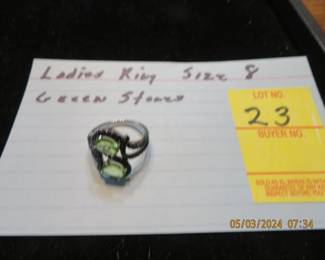 Ladies Ring Size 8
Green Stones
LOT NO.
23
BUYER NO.
05/03/2024 07:34